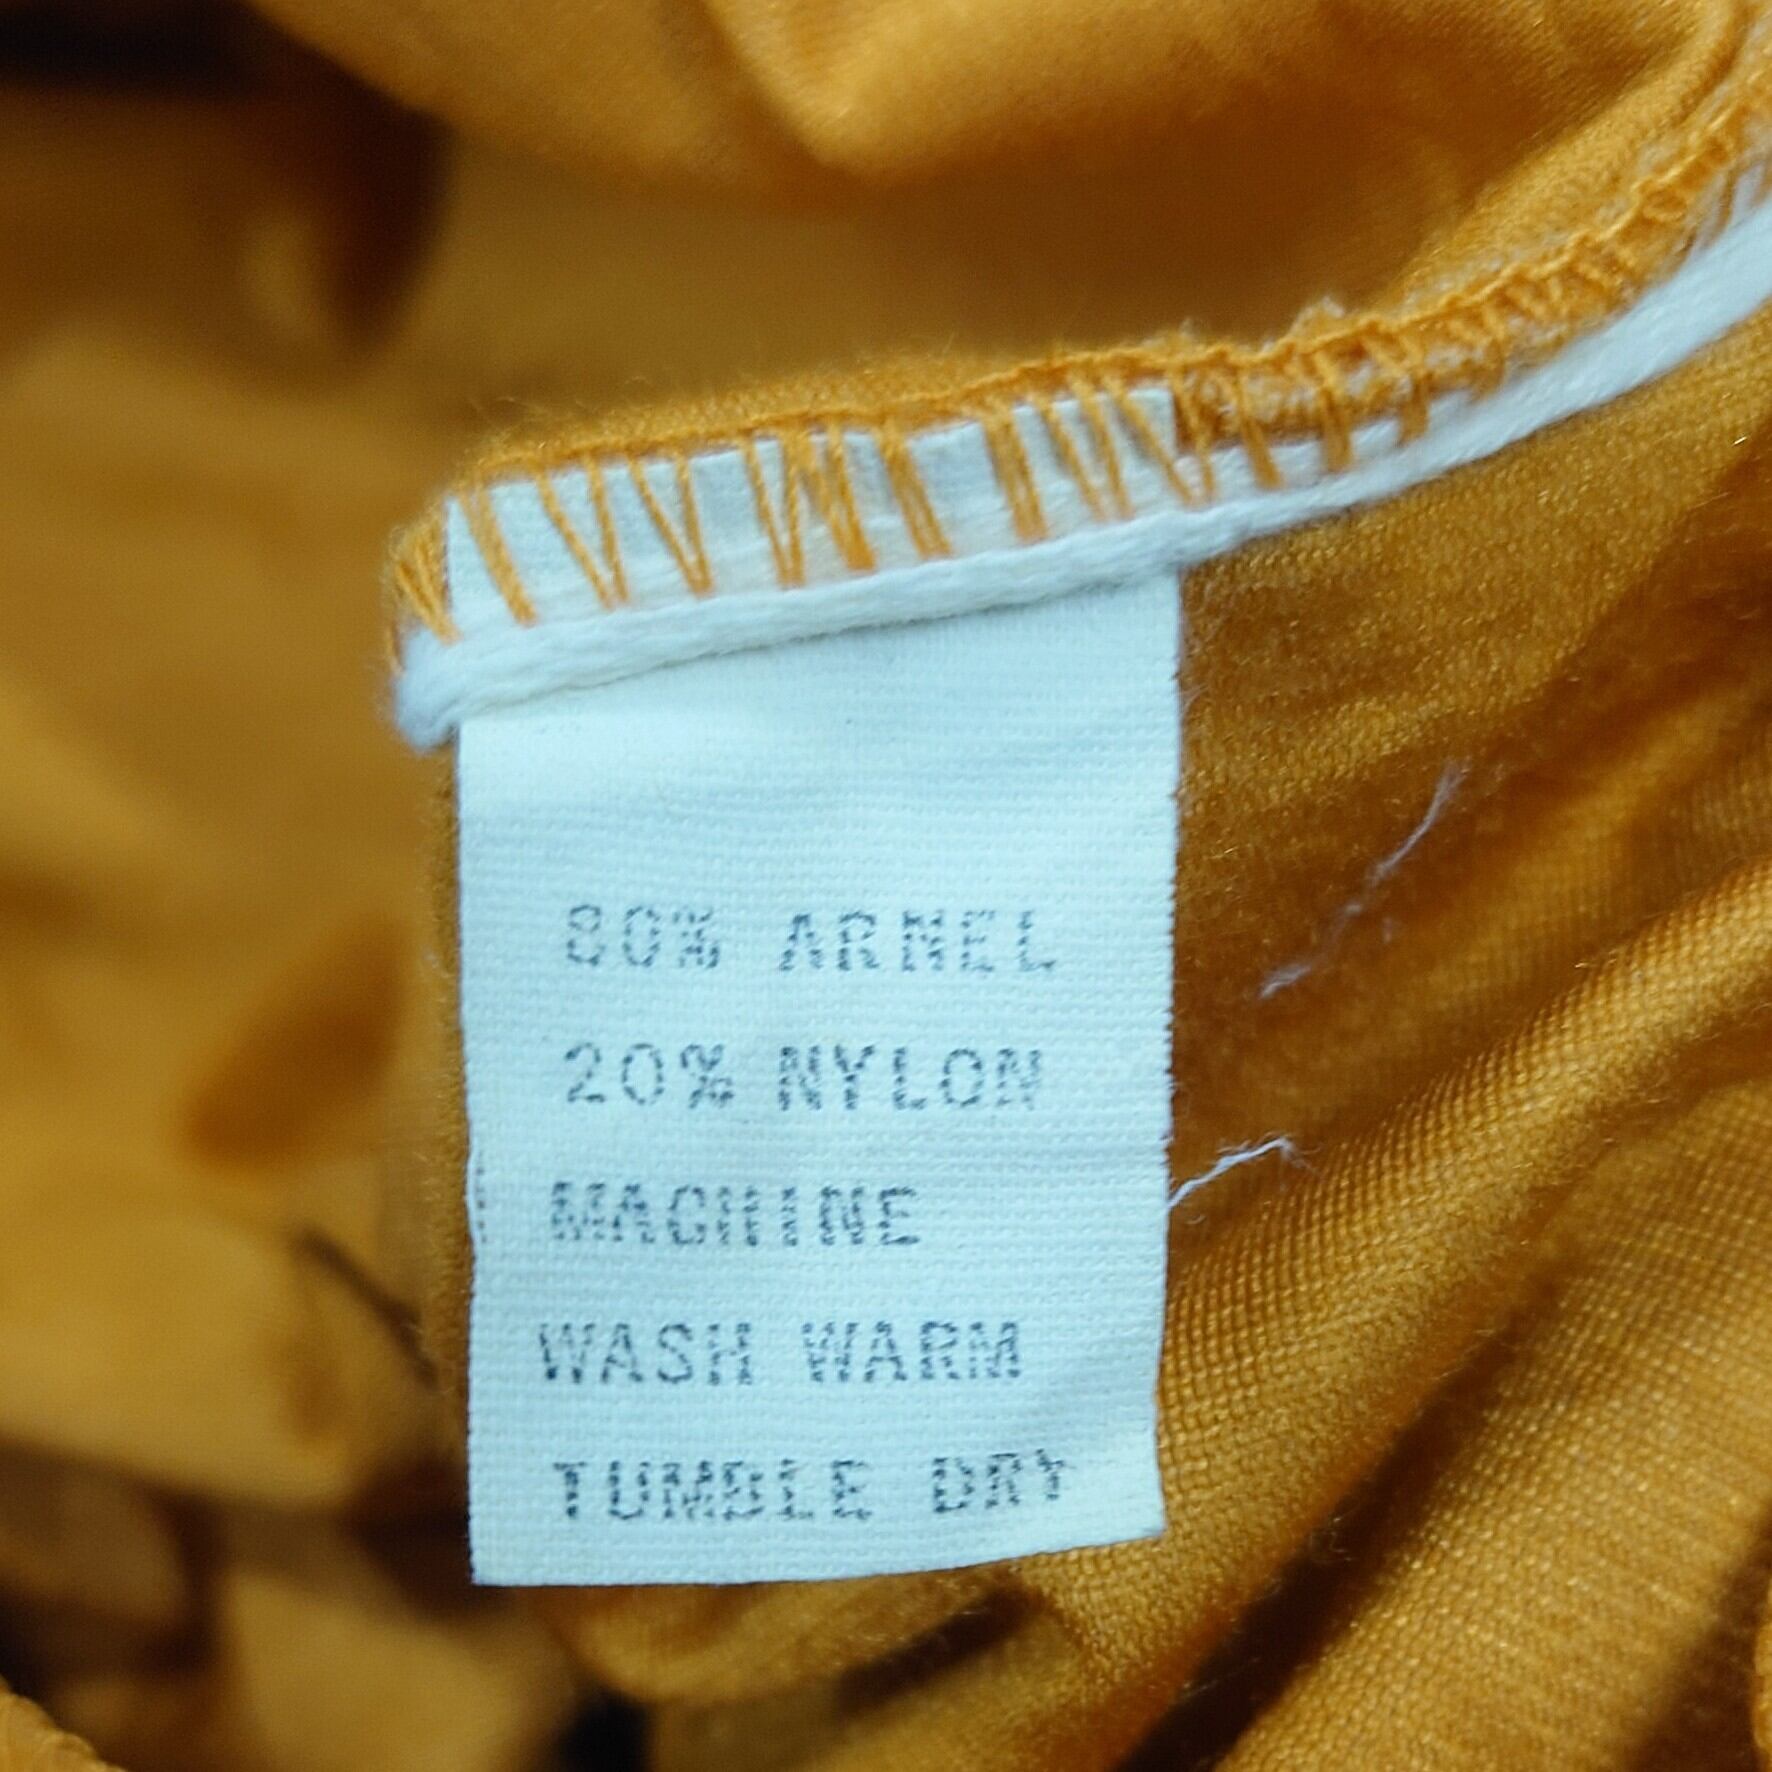 80% ARNEL
20% NYLON
MACHINE
WASH WARM
TUMBLE DRY